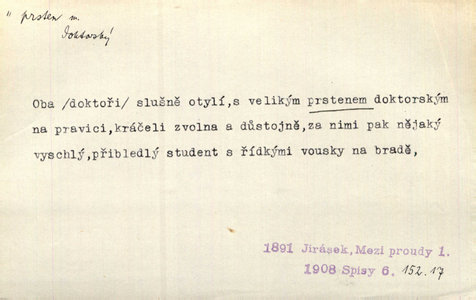 " prsten m.
Doktorský
Oba /doktoři/ slušně otylí,s velikým prstenem doktorským
na pravici,kráčeli zvolna a důstojně,za nimi pak nějaký
vyschlý,přibledlý student s řídkými vousky na bradě,
1891 Jirásek,Mezi proudy 1.
1908 Spisy 6. 152.17